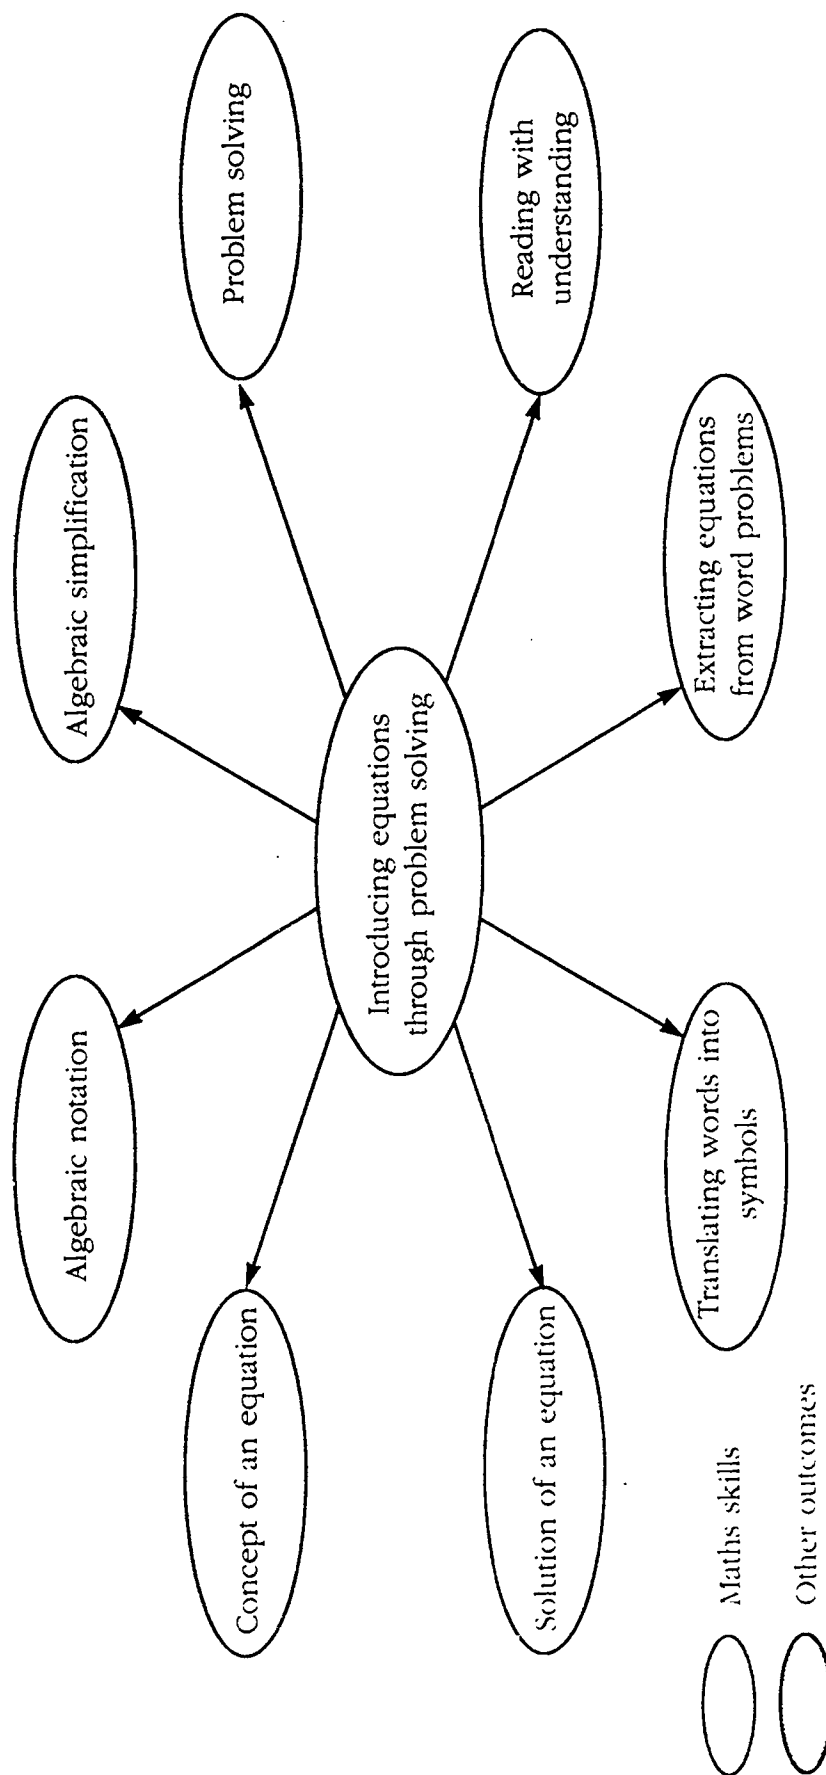 Algebraic notation
Algebraic simplification
Concept of an equation
Problem solving
Introducing equations
through problem solving
Solution of an equation
Reading with
understanding
Translating words into
symbols
Extracting equations
from word problems
Maths skills
Other outcomes